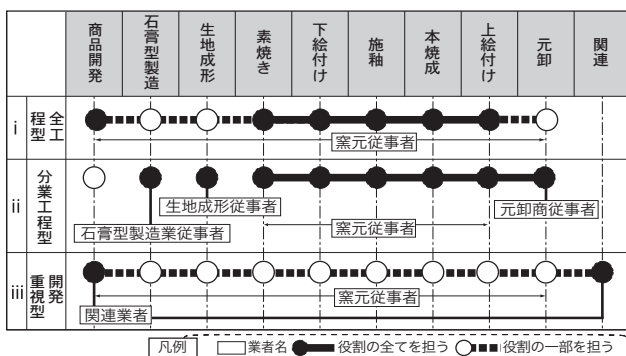 商品開発
石膏型製造
生地成形
素焼き
下絵付け
施釉
本焼成
上絵付け
元卸
関連
i
全工程型
窯元従事者
ii
分業工程型
生地成形従事者
元卸商従事者
石膏型製造業従事者
窯元従事者
iii
開発重視型
窯元従事者
関連業者
凡例
業者名
役割の全てを担う
役割の一部を担う